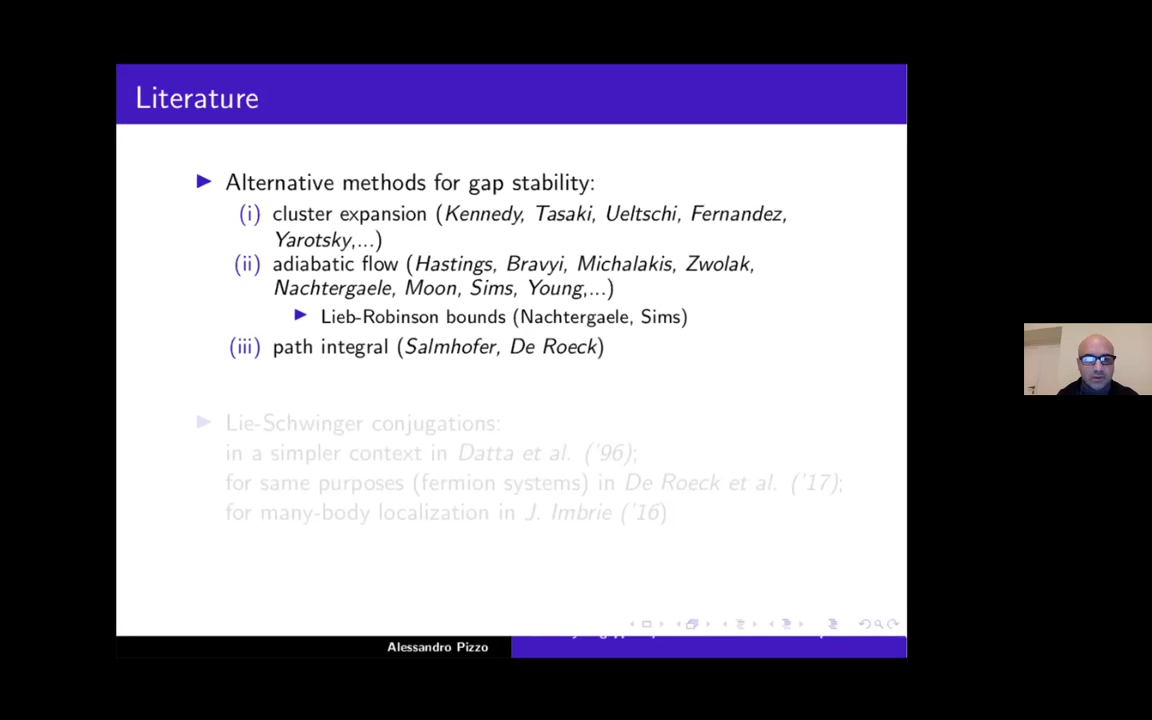 Literature
Alternative methods for gap stability:
(i) cluster expansion (Kennedy, Tasaki, Ueltschi, Fernandez,
Yarotsky,...)
(ii) adiabatic flow (Hastings, Bravyi, Michalakis, Zwolak,
Nachtergaele, Moon, Sims, Young,...)
Lieb-Robinson bounds (Nachtergaele, Sims)
(iii) path integral (Salmhofer, De Roeck)
Lie-Schwinger conjugations:
in a simpler context in Datta et al. ('96);
for same purposes (fermion systems) in De Roeck et al. ('17);
for many-body localization in J. Imbrie ('16)
Alessandro Pizzo